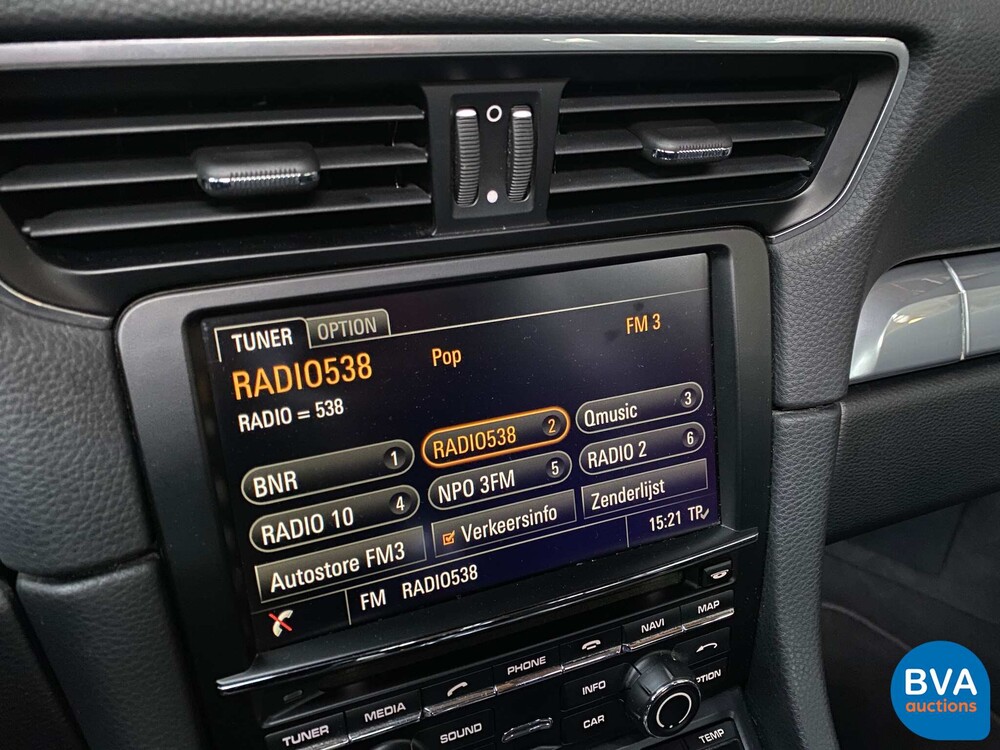 TUNER OPTION
RADIO538 Pop FM 3
RADIO = 538
BNR 1 RADIO538 2 Qmusic 3
RADIO 10 4 NPO 3FM 5 RADIO 2 6
Autostore FM3 Verkeersinfo Zenderlijst
FM RADIO538 15:21 TP
TUNER MEDIA PHONE NAVI MAP
SOUND INFO
CAR TEMP
BVA
auctions